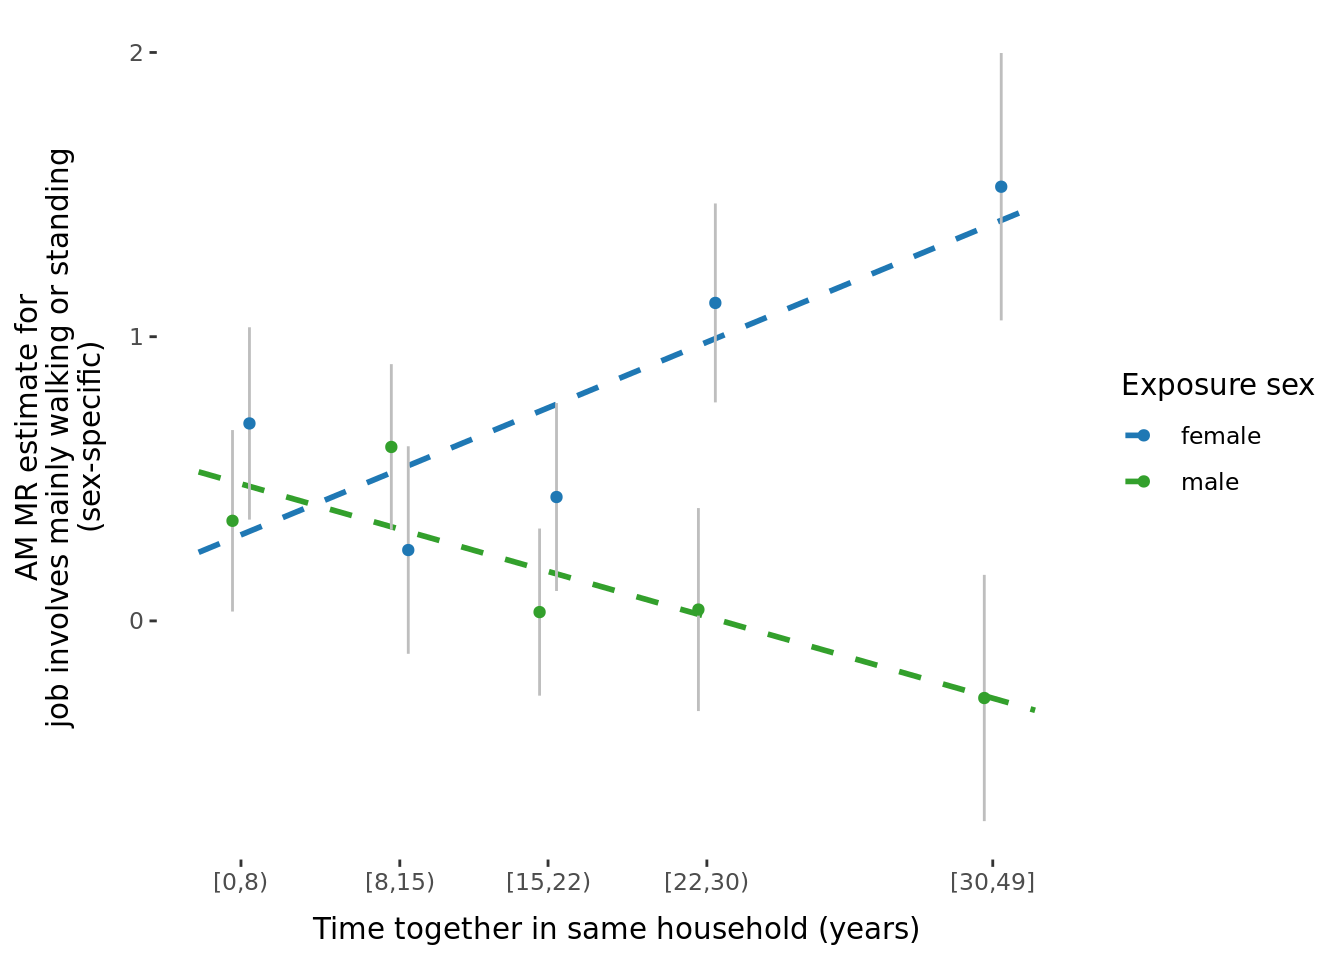 AM MR estimate for
job involves mainly walking or standing
(sex-specific)
2
1
0
[0,8)
[8,15)
[15,22)
[22,30)
[30,49]
Time together in same household (years)
Exposure sex
female
male